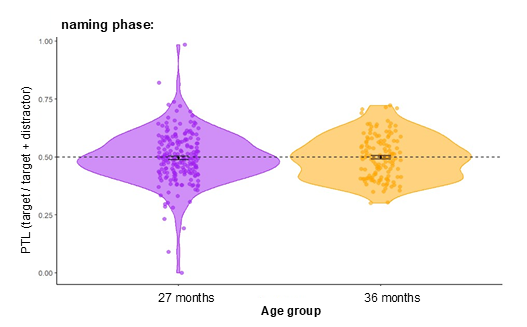 naming phase:
1.00
0.75
0.50
0.25
0.00
PTL (target / target + distractor)
27 months
36 months
Age group